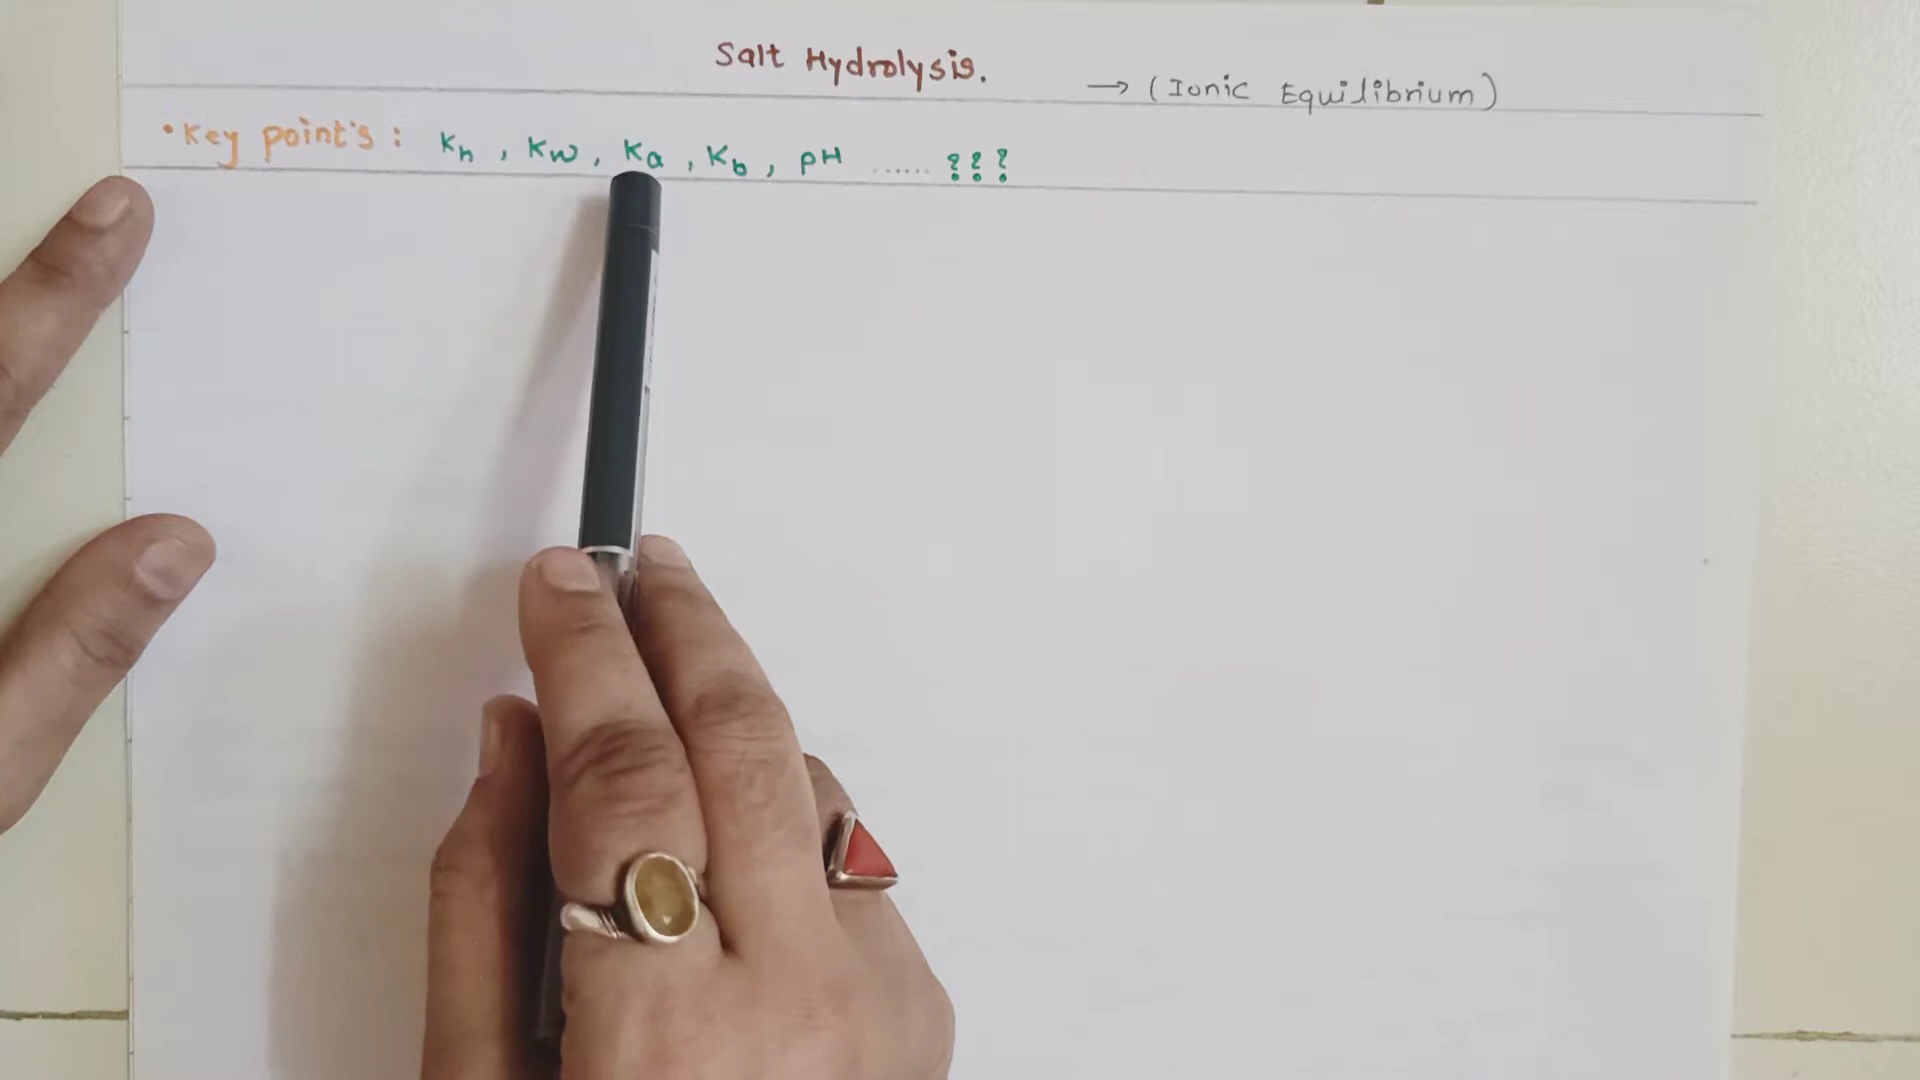 Salt Hydrolysis.
→ (Ionic Equilibrium)
• Key point's : Kh , Kw, Ka , Kb , pH ...... ???